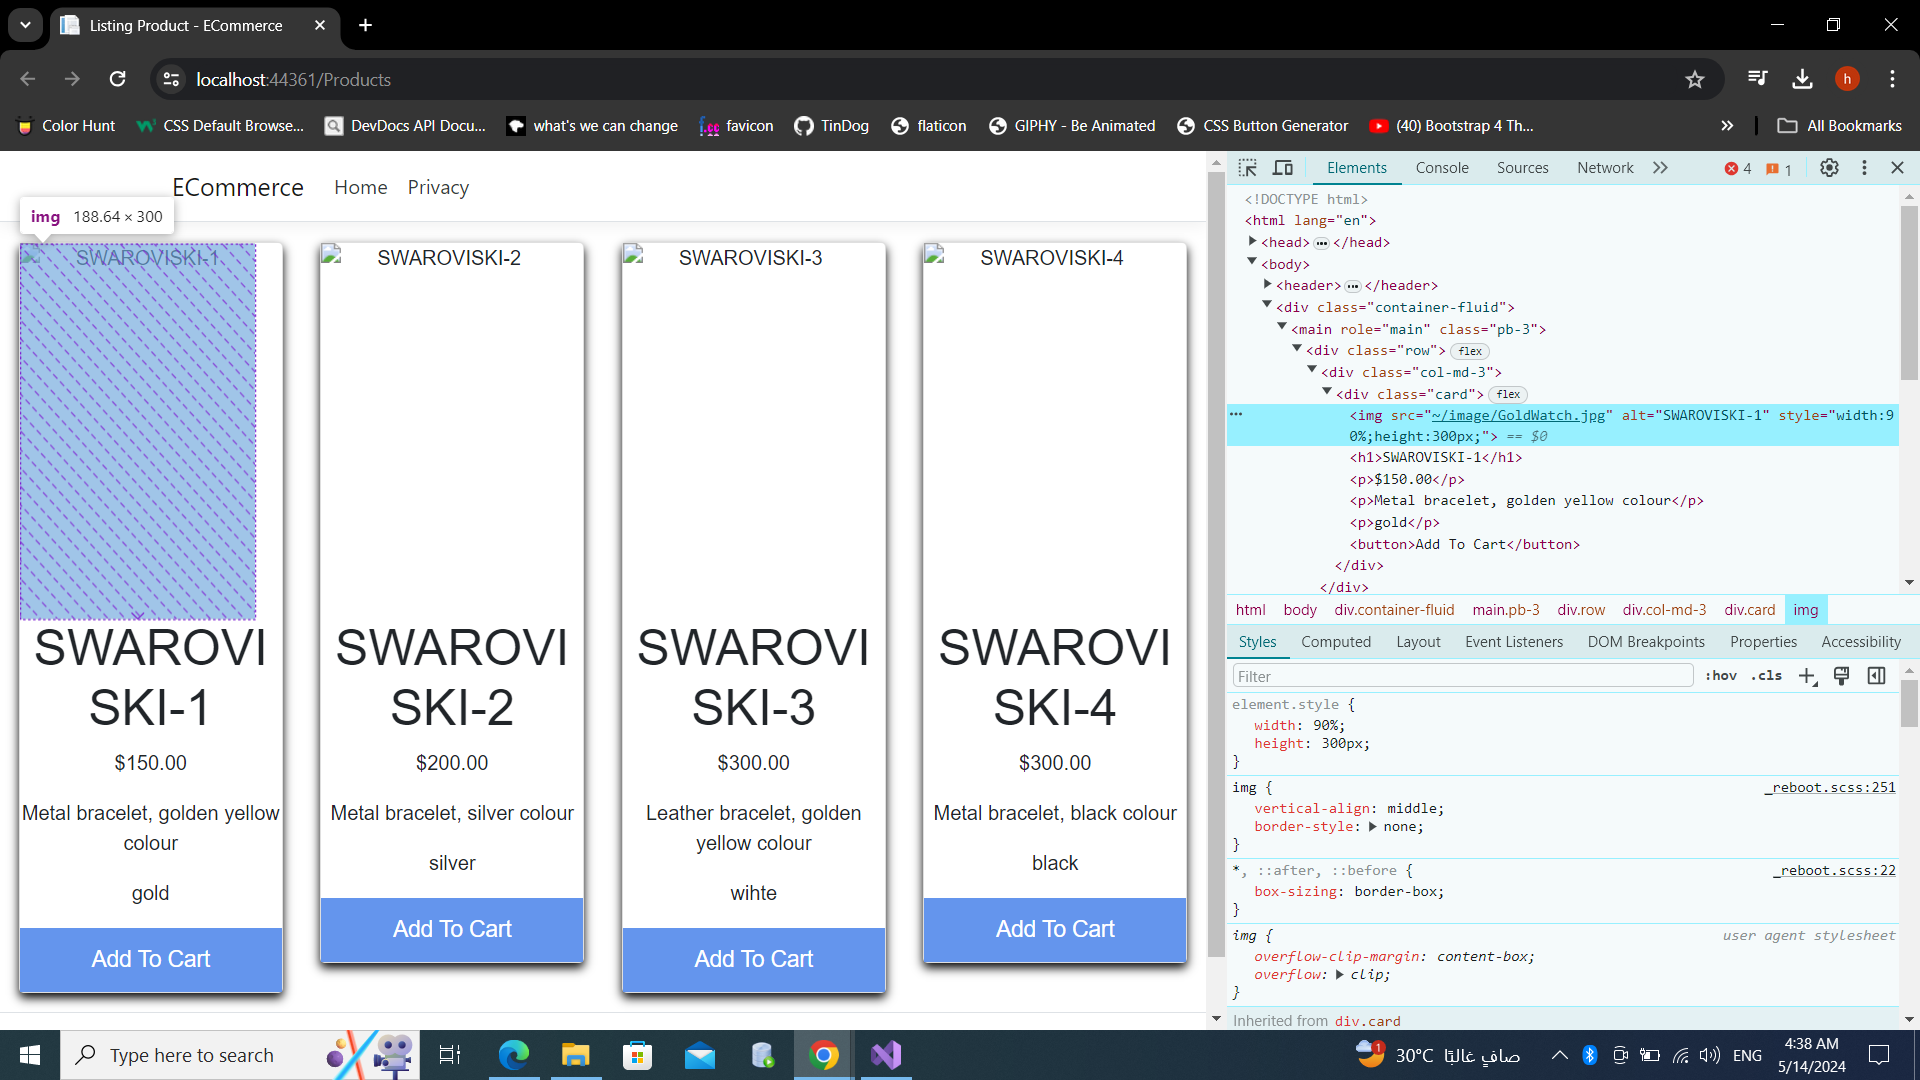 Listing Product - ECommerce
localhost:44361/Products
h
Color Hunt
CSS Default Browse...
DevDocs API Docu...
what's we can change
favicon
TinDog
flaticon
GIPHY - Be Animated
CSS Button Generator
(40) Bootstrap 4 Th...
All Bookmarks
ECommerce Home Privacy
img 188.64 × 300
SWAROVISKI-1
SWAROVI
SKI-1
$150.00
Metal bracelet, golden yellow
colour
gold
Add To Cart
SWAROVISKI-2
SWAROVI
SKI-2
$200.00
Metal bracelet, silver colour
silver
Add To Cart
SWAROVISKI-3
SWAROVI
SKI-3
$300.00
Leather bracelet, golden
yellow colour
wihte
Add To Cart
SWAROVISKI-4
SWAROVI
SKI-4
$300.00
Metal bracelet, black colour
black
Add To Cart
Elements Console Sources Network 4 1
<!DOCTYPE html>
<html lang="en">
<head> ••• </head>
<body>
<header> ••• </header>
<div class="container-fluid">
<main role="main" class="pb-3">
<div class="row"> flex
<div class="col-md-3">
<div class="card"> flex
<img src="~/image/GoldWatch.jpg" alt="SWAROVISKI-1" style="width:9
0%;height:300px;"> == $0
<h1>SWAROVISKI-1</h1>
<p>$150.00</p>
<p>Metal bracelet, golden yellow colour</p>
<p>gold</p>
<button>Add To Cart</button>
</div>
</div>
html body div.container-fluid main.pb-3 div.row div.col-md-3 div.card img
Styles Computed Layout Event Listeners DOM Breakpoints Properties Accessibility
Filter :hov .cls
element.style {
width: 90%;
height: 300px;
}
img { _reboot.scss:251
vertical-align: middle;
border-style: none;
}
*, ::after, ::before { _reboot.scss:22
box-sizing: border-box;
}
img { user agent stylesheet
overflow-clip-margin: content-box;
overflow: clip;
}
Inherited from div.card
Type here to search
1
30°C صافٍ غالبًا
ENG
4:38 AM
5/14/2024